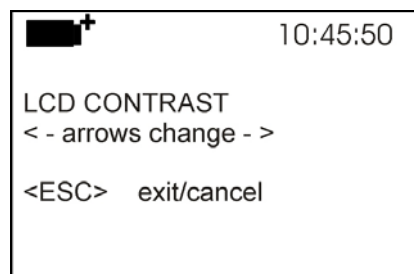 10:45:50
LCD CONTRAST
< - arrows change - >
<ESC> exit/cancel